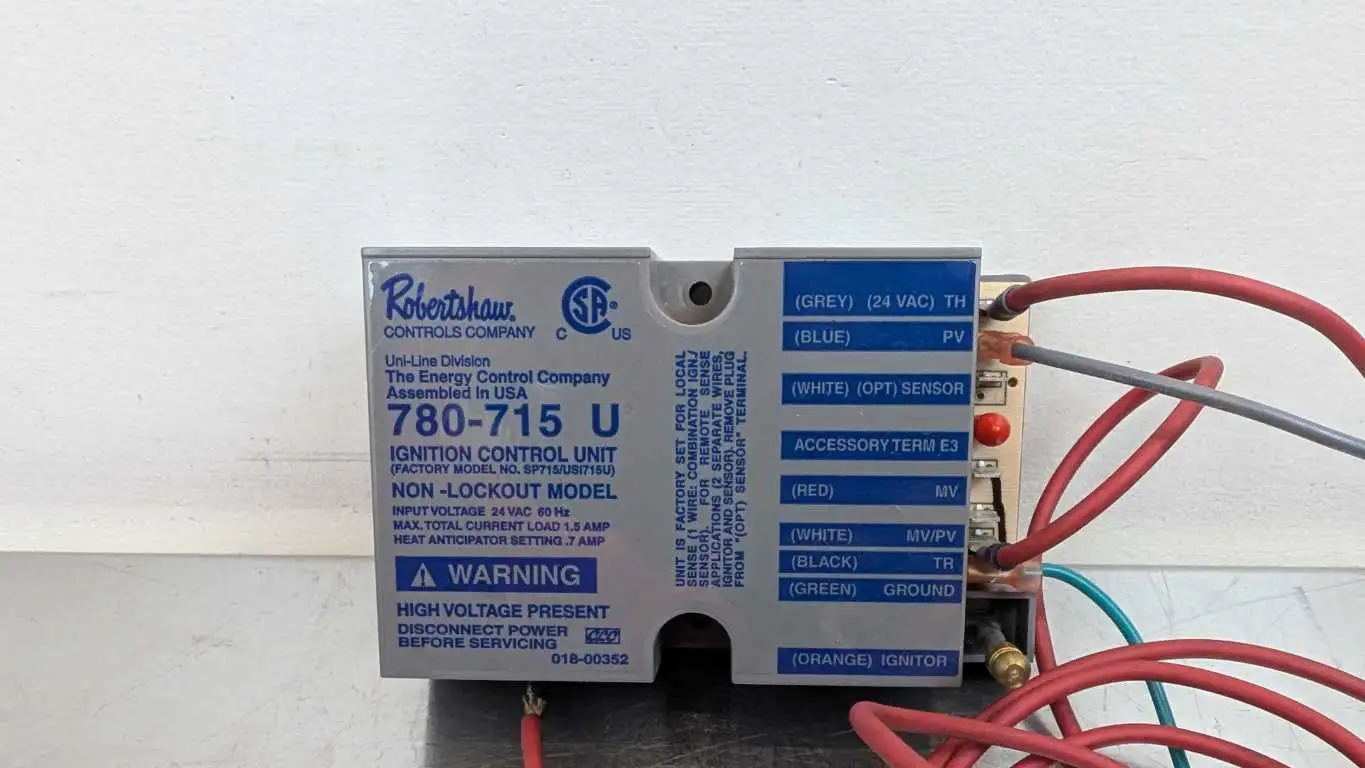 Robertshaw®
CONTROLS COMPANY
CSA®
C US
Uni-Line Division
The Energy Control Company
Assembled in USA
780-715 U
IGNITION CONTROL UNIT
(FACTORY MODEL NO. SP715/USI715U)
NON -LOCKOUT MODEL
INPUT VOLTAGE 24 VAC 60 Hz
MAX. TOTAL CURRENT LOAD 1.5 AMP
HEAT ANTICIPATOR SETTING .7 AMP
WARNING
HIGH VOLTAGE PRESENT
DISCONNECT POWER
BEFORE SERVICING
018-00352
UNIT IS FACTORY SET FOR LOCAL
SENSE (1 WIRE: COMBINATION IGN./
SENSOR). FOR REMOTE SENSE
APPLICATIONS (2 SEPARATE WIRES,
IGNITOR AND SENSOR), REMOVE PLUG
FROM "(OPT) SENSOR" TERMINAL.
(GREY) (24 VAC) TH
(BLUE) PV
(WHITE) (OPT) SENSOR
ACCESSORY TERM E3
(RED) MV
(WHITE) MV/PV
(BLACK) TR
(GREEN) GROUND
(ORANGE) IGNITOR